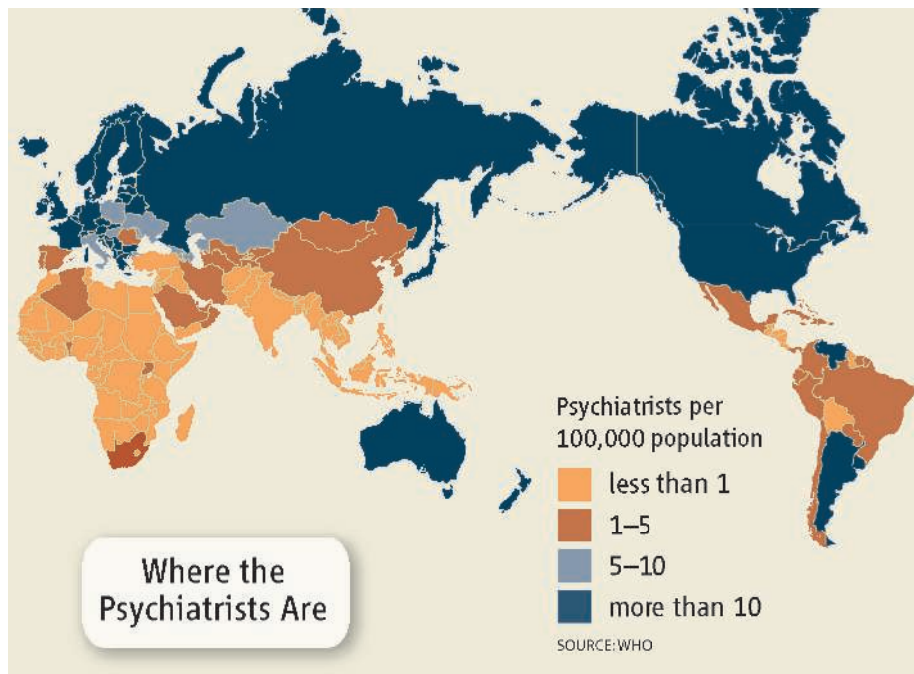 Psychiatrists per
100,000 population
less than 1
1–5
5–10
more than 10
SOURCE: WHO
Where the
Psychiatrists Are